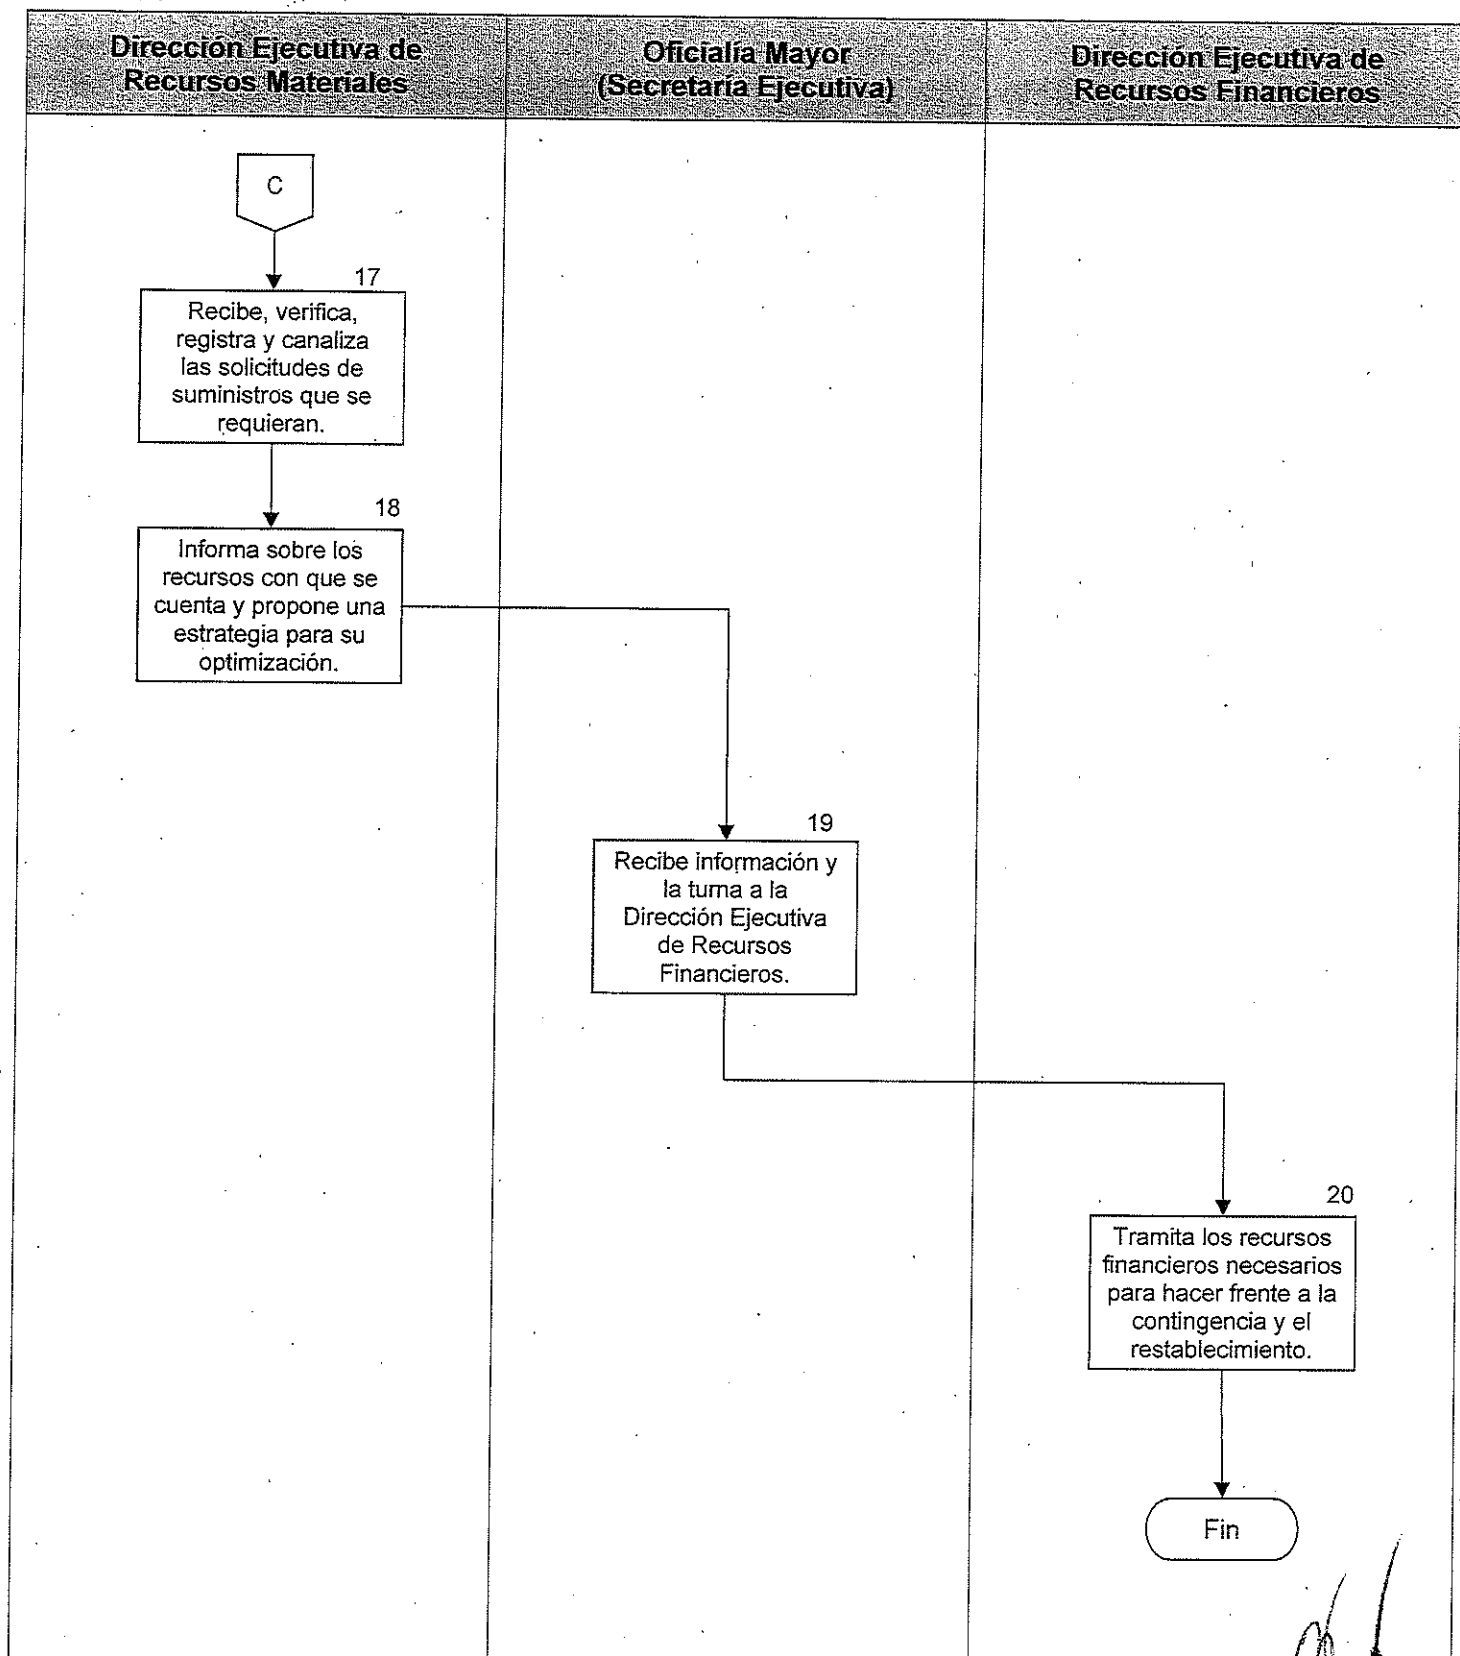 Dirección Ejecutiva de
Recursos Materiales
Oficialía Mayor
(Secretaría Ejecutiva)
Dirección Ejecutiva de
Recursos Financieros
C
17
Recibe, verifica,
registra y canaliza
las solicitudes de
suministros que se
requieran.
18
Informa sobre los
recursos con que se
cuenta y propone una
estrategia para su
optimización.
19
Recibe información y
la turna a la
Dirección Ejecutiva
de Recursos
Financieros.
20
Tramita los recursos
financieros necesarios
para hacer frente a la
contingencia y el
restablecimiento.
Fin